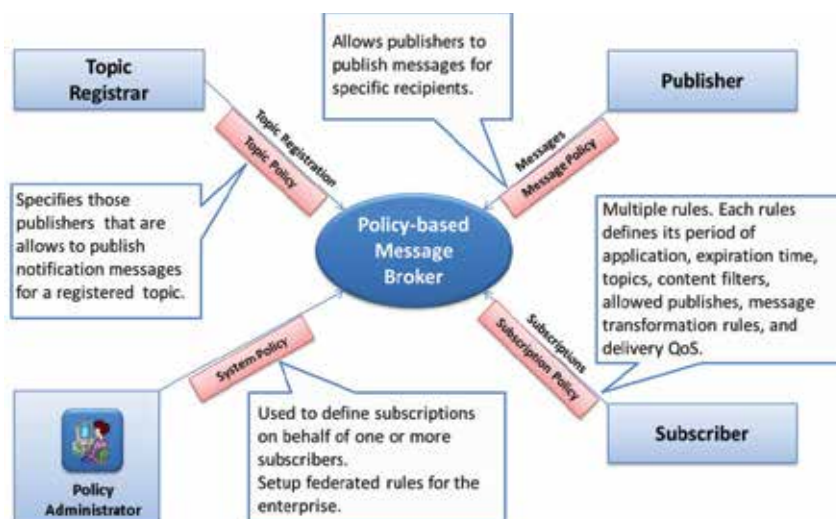 Topic
Registrar
Allows publishers to
publish messages for
specific recipients.
Publisher
Topic Registration
Topic Policy
Messages
Message Policy
Specifies those
publishers that are
allows to publish
notification messages
for a registered topic.
Policy-based
Message
Broker
Multiple rules. Each rules
defines its period of
application, expiration time,
topics, content filters,
allowed publishes, message
transformation rules, and
delivery QoS.
System Policy
Subscriptions
Subscription Policy
Used to define subscriptions
on behalf of one or more
subscribers.
Setup federated rules for the
enterprise.
Policy
Administrator
Subscriber